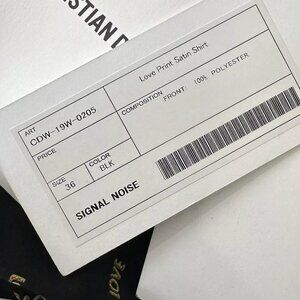 STIAN D
ART
CDW-19W-0205
Love Print Satin Shirt
PRICE
COMPOSITION
FRONT: 100% POLYESTER
SIZE
36
COLOR
BLK
SIGNAL NOISE
LOVE